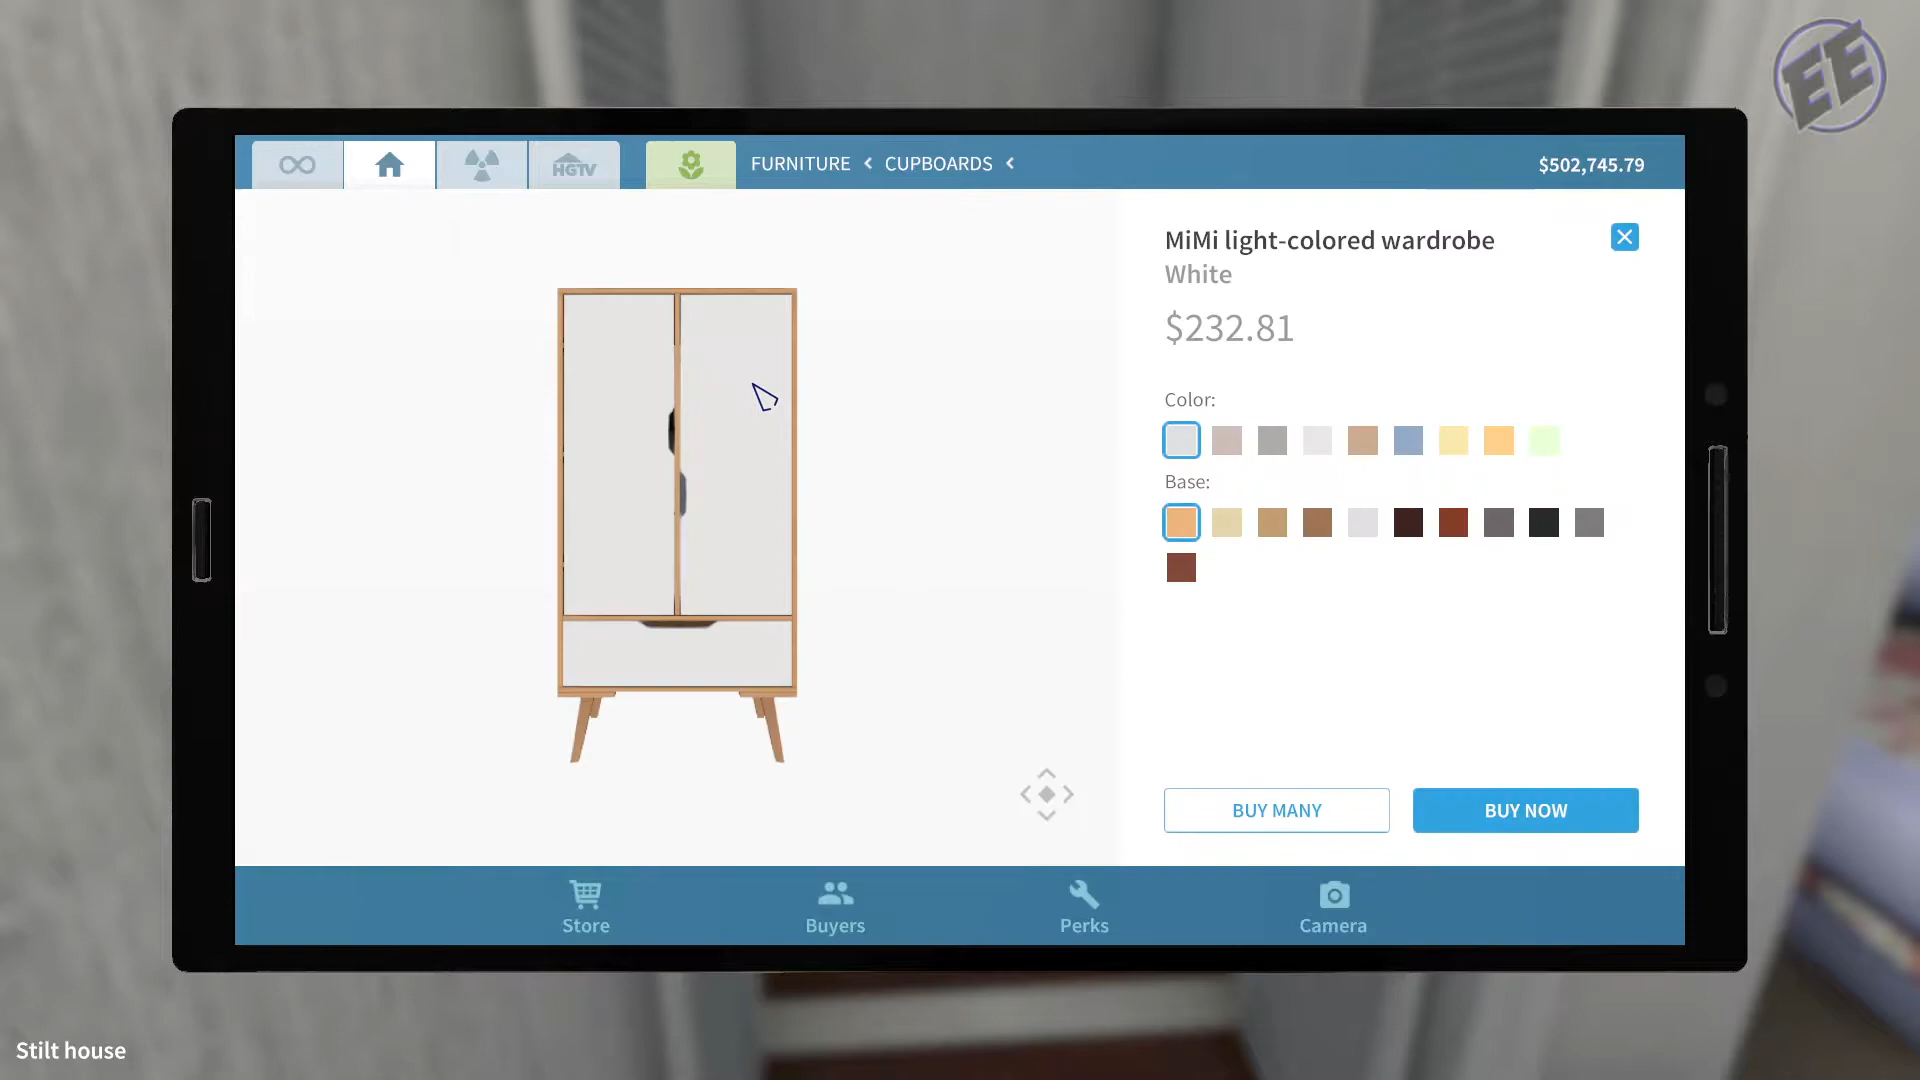 EE
HGTV
FURNITURE < CUPBOARDS <
$502,745.79
MiMi light-colored wardrobe
White
$232.81
Color:
Base:
BUY MANY
BUY NOW
Store
Buyers
Perks
Camera
Stilt house